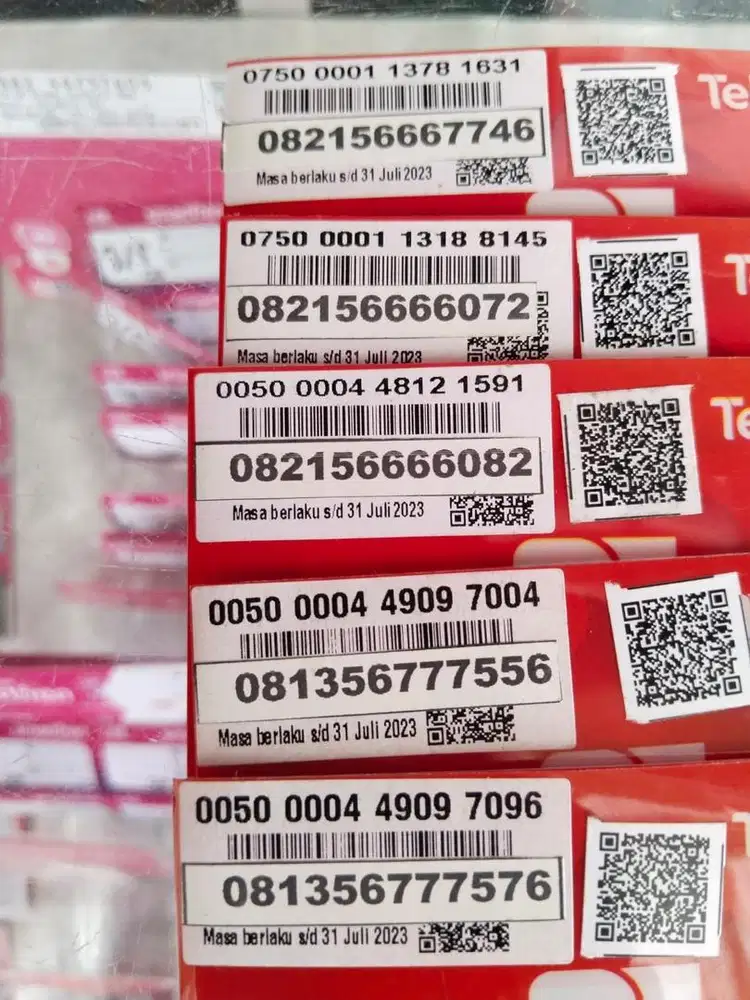 0750 0001 1378 1631
Te
082156667746
Masa berlaku s/d 31 Juli 2023
0750 0001 1318 8145
T
082156666072
Masa berlaku s/d 31 Juli 2023
0050 0004 4812 1591
Te
082156666082
Masa berlaku s/d 31 Juli 2023
0050 0004 4909 7004
081356777556
Masa berlaku s/d 31 Juli 2023
0050 0004 4909 7096
T
081356777576
Masa berlaku s/d 31 Juli 2023